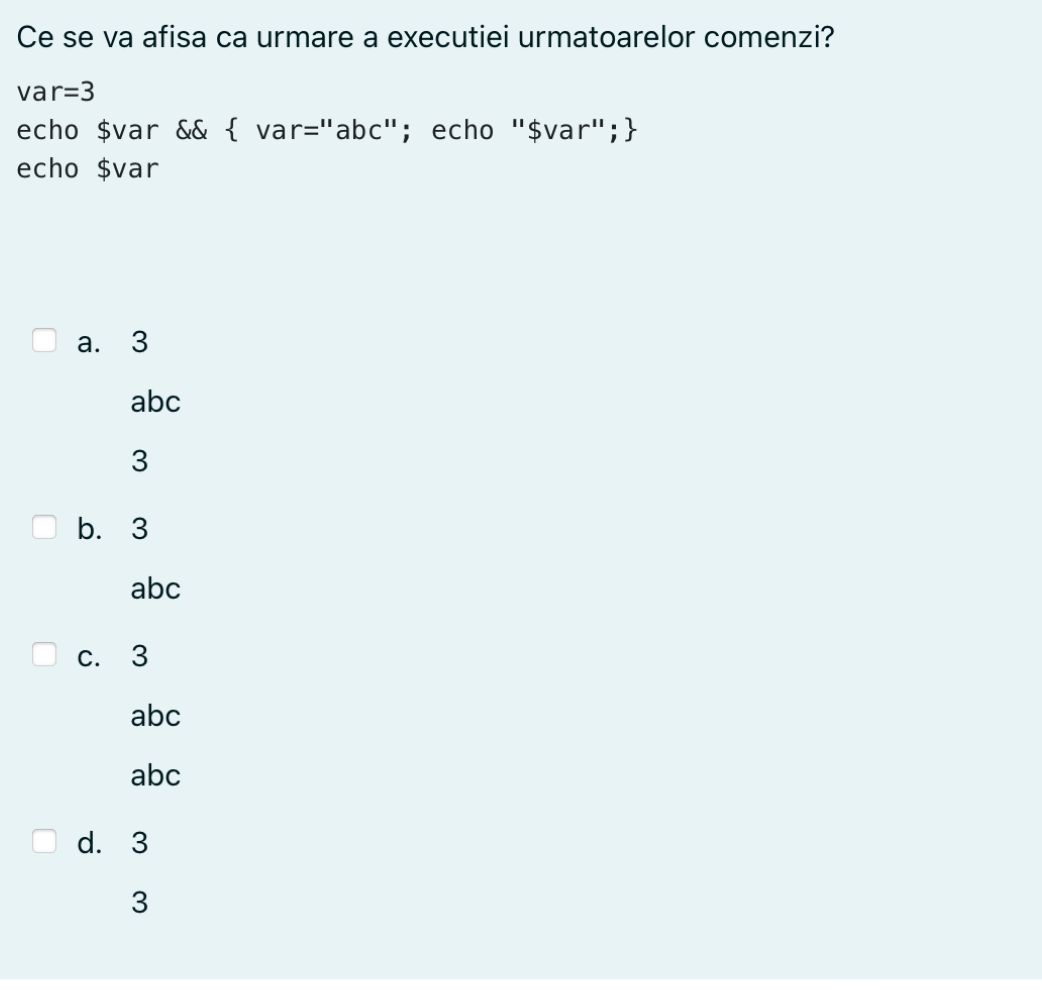 Ce se va afisa ca urmare a executiei urmatoarelor comenzi?
var=3
echo $var && { var="abc"; echo "$var";}
echo $var
a. 3
abc
3
b. 3
abc
c. 3
abc
abc
d. 3
3